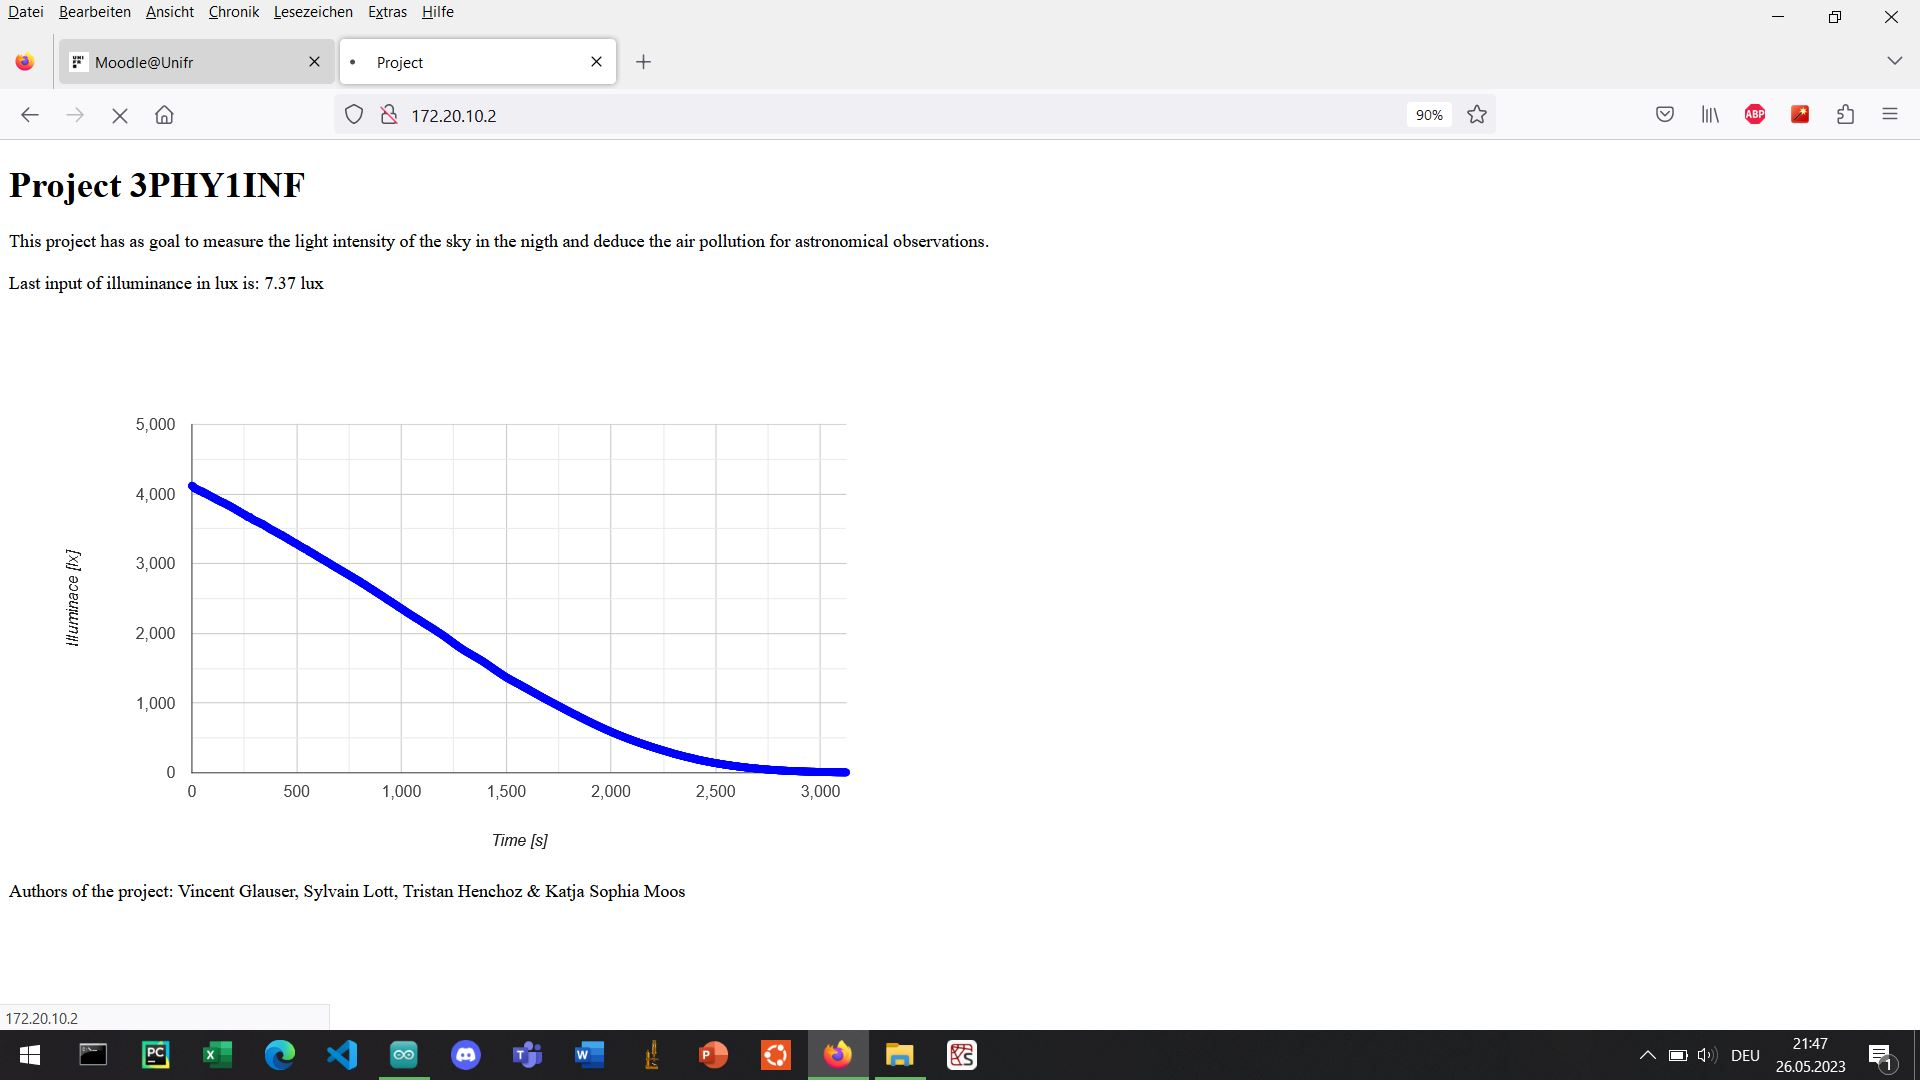 Datei Bearbeiten Ansicht Chronik Lesezeichen Extras Hilfe
Moodle@Unifr Project
172.20.10.2 90% ABP
Project 3PHY1INF
This project has as goal to measure the light intensity of the sky in the nigth and deduce the air pollution for astronomical observations.
Last input of illuminance in lux is: 7.37 lux
5,000
4,000
3,000
2,000
1,000
0
Illuminace [lx]
0 500 1,000 1,500 2,000 2,500 3,000
Time [s]
Authors of the project: Vincent Glauser, Sylvain Lott, Tristan Henchoz & Katja Sophia Moos
172.20.10.2
DEU
21:47
26.05.2023
1